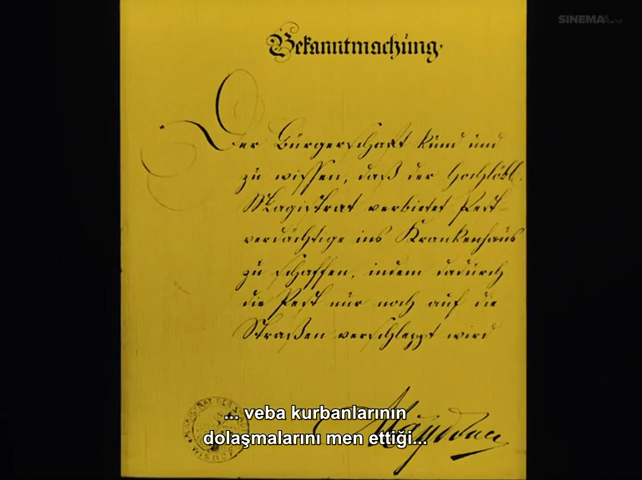 SINEMA
Bekanntmachung.
Der Bürgerschaft kund und
zu wissen, daß der Hochlöbl.
Magistrat verbietet Pest-
verdächtige ins Krankenhaus
zu schaffen, indem dadurch
die Pest nur noch auf die
Straßen verschleppt wird
... veba kurbanlarının
dolaşmalarını men ettiği...